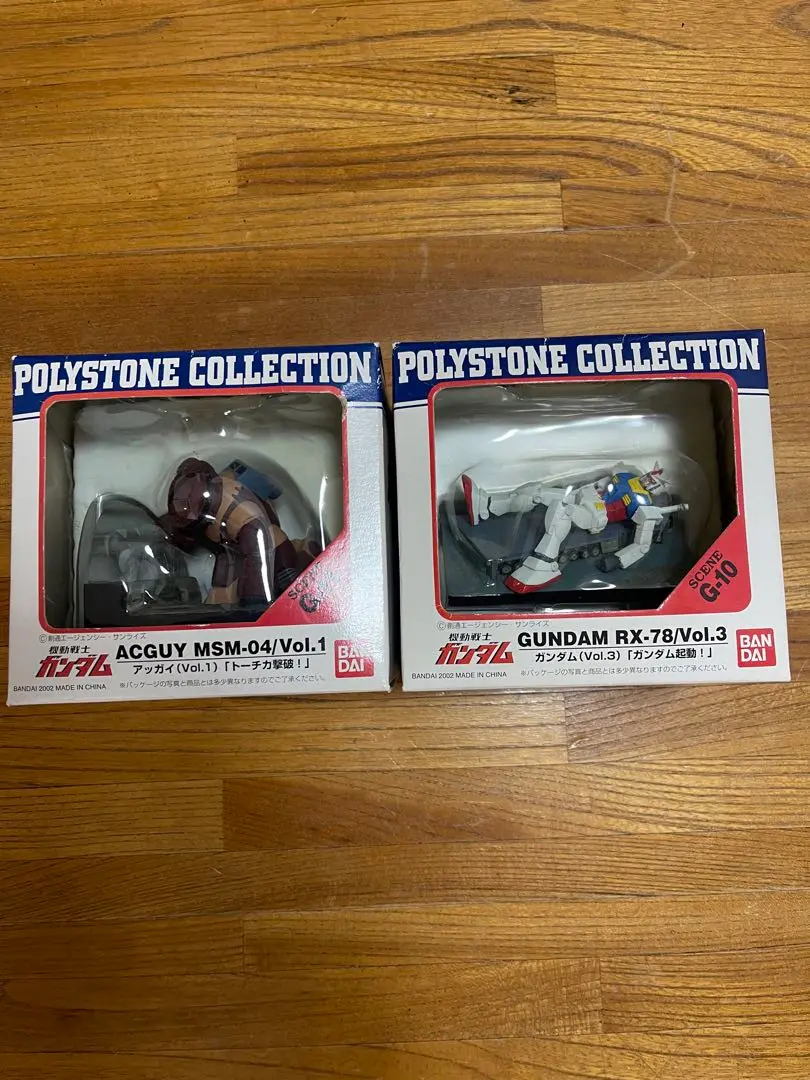 POLYSTONE COLLECTION
SCENE
G
©創通エージェンシー・サンライズ
機動戦士
ガンダム
ACGUY MSM-04/Vol.1
アッガイ(Vol.1)「トーチカ撃破!」
BANDAI 2002 MADE IN CHINA
※パッケージの写真と商品とは多少異なりますのでご了承ください。
BAN
DAI
POLYSTONE COLLECTION
SCENE
G-10
©創通エージェンシー・サンライズ
機動戦士
ガンダム
GUNDAM RX-78/Vol.3
ガンダム(Vol.3)「ガンダム起動!」
BANDAI 2002 MADE IN CHINA
※パッケージの写真と商品とは多少異なりますのでご了承ください。
BAN
DAI